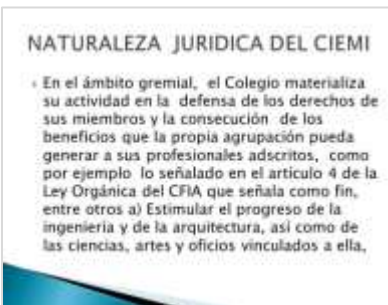 NATURALEZA JURIDICA DEL CIEMI
En el ámbito gremial, el Colegio materializa
su actividad en la defensa de los derechos de
sus miembros y la consecución de los
beneficios que la propia agrupación pueda
generar a sus profesionales adscritos, como
por ejemplo lo señalado en el artículo 4 de la
Ley Orgánica del CFIA que señala como fin,
entre otros a) Estimular el progreso de la
ingeniería y de la arquitectura, así como de
las ciencias, artes y oficios vinculados a ella,